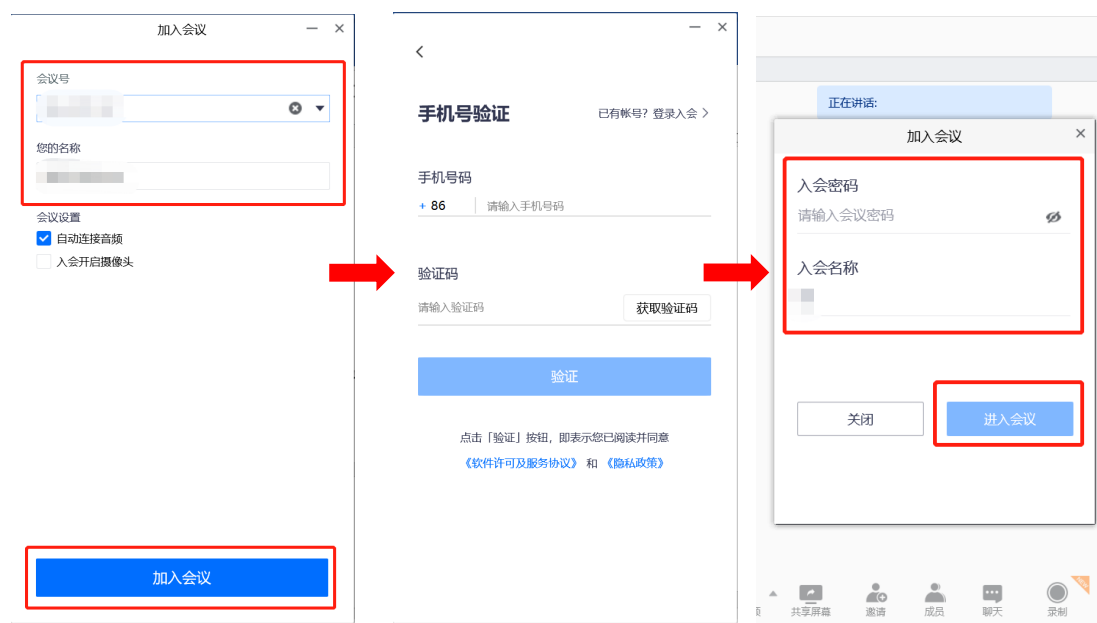 加入会议
会议号
您的名称
会议设置
自动连接音频
入会开启摄像头
加入会议
手机号验证
已有帐号？登录入会
手机号码
+ 86
请输入手机号码
验证码
请输入验证码
获取验证码
验证
点击「验证」按钮，即表示您已阅读并同意
《软件许可及服务协议》 和 《隐私政策》
正在讲话:
加入会议
入会密码
请输入会议密码
入会名称
关闭
进入会议
共享屏幕
邀请
成员
聊天
录制